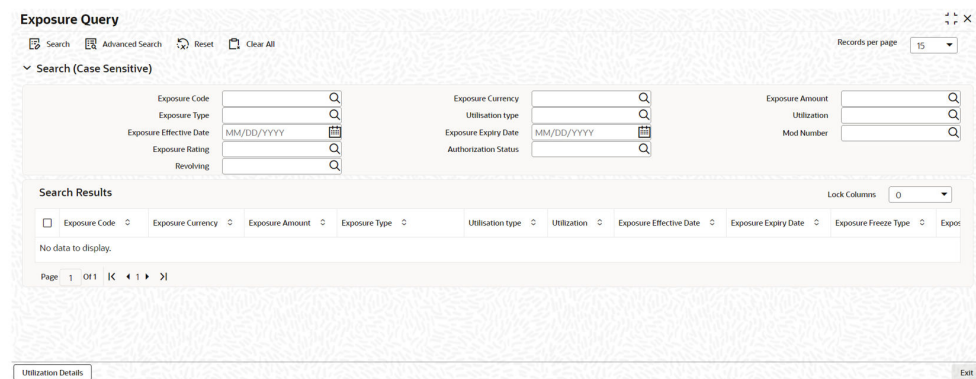 Exposure Query
Search Advanced Search Reset Clear All Records per page 15
Search (Case Sensitive)
Exposure Code Exposure Currency Exposure Amount
Exposure Type Utilisation type Utilization
Exposure Effective Date MM/DD/YYYY Exposure Expiry Date MM/DD/YYYY Mod Number
Exposure Rating Authorization Status
Revolving
Search Results Lock Columns 0
Exposure Code Exposure Currency Exposure Amount Exposure Type Utilisation type Utilization Exposure Effective Date Exposure Expiry Date Exposure Freeze Type Expos
No data to display.
Page 1 Of 1 1
Utilization Details Exit